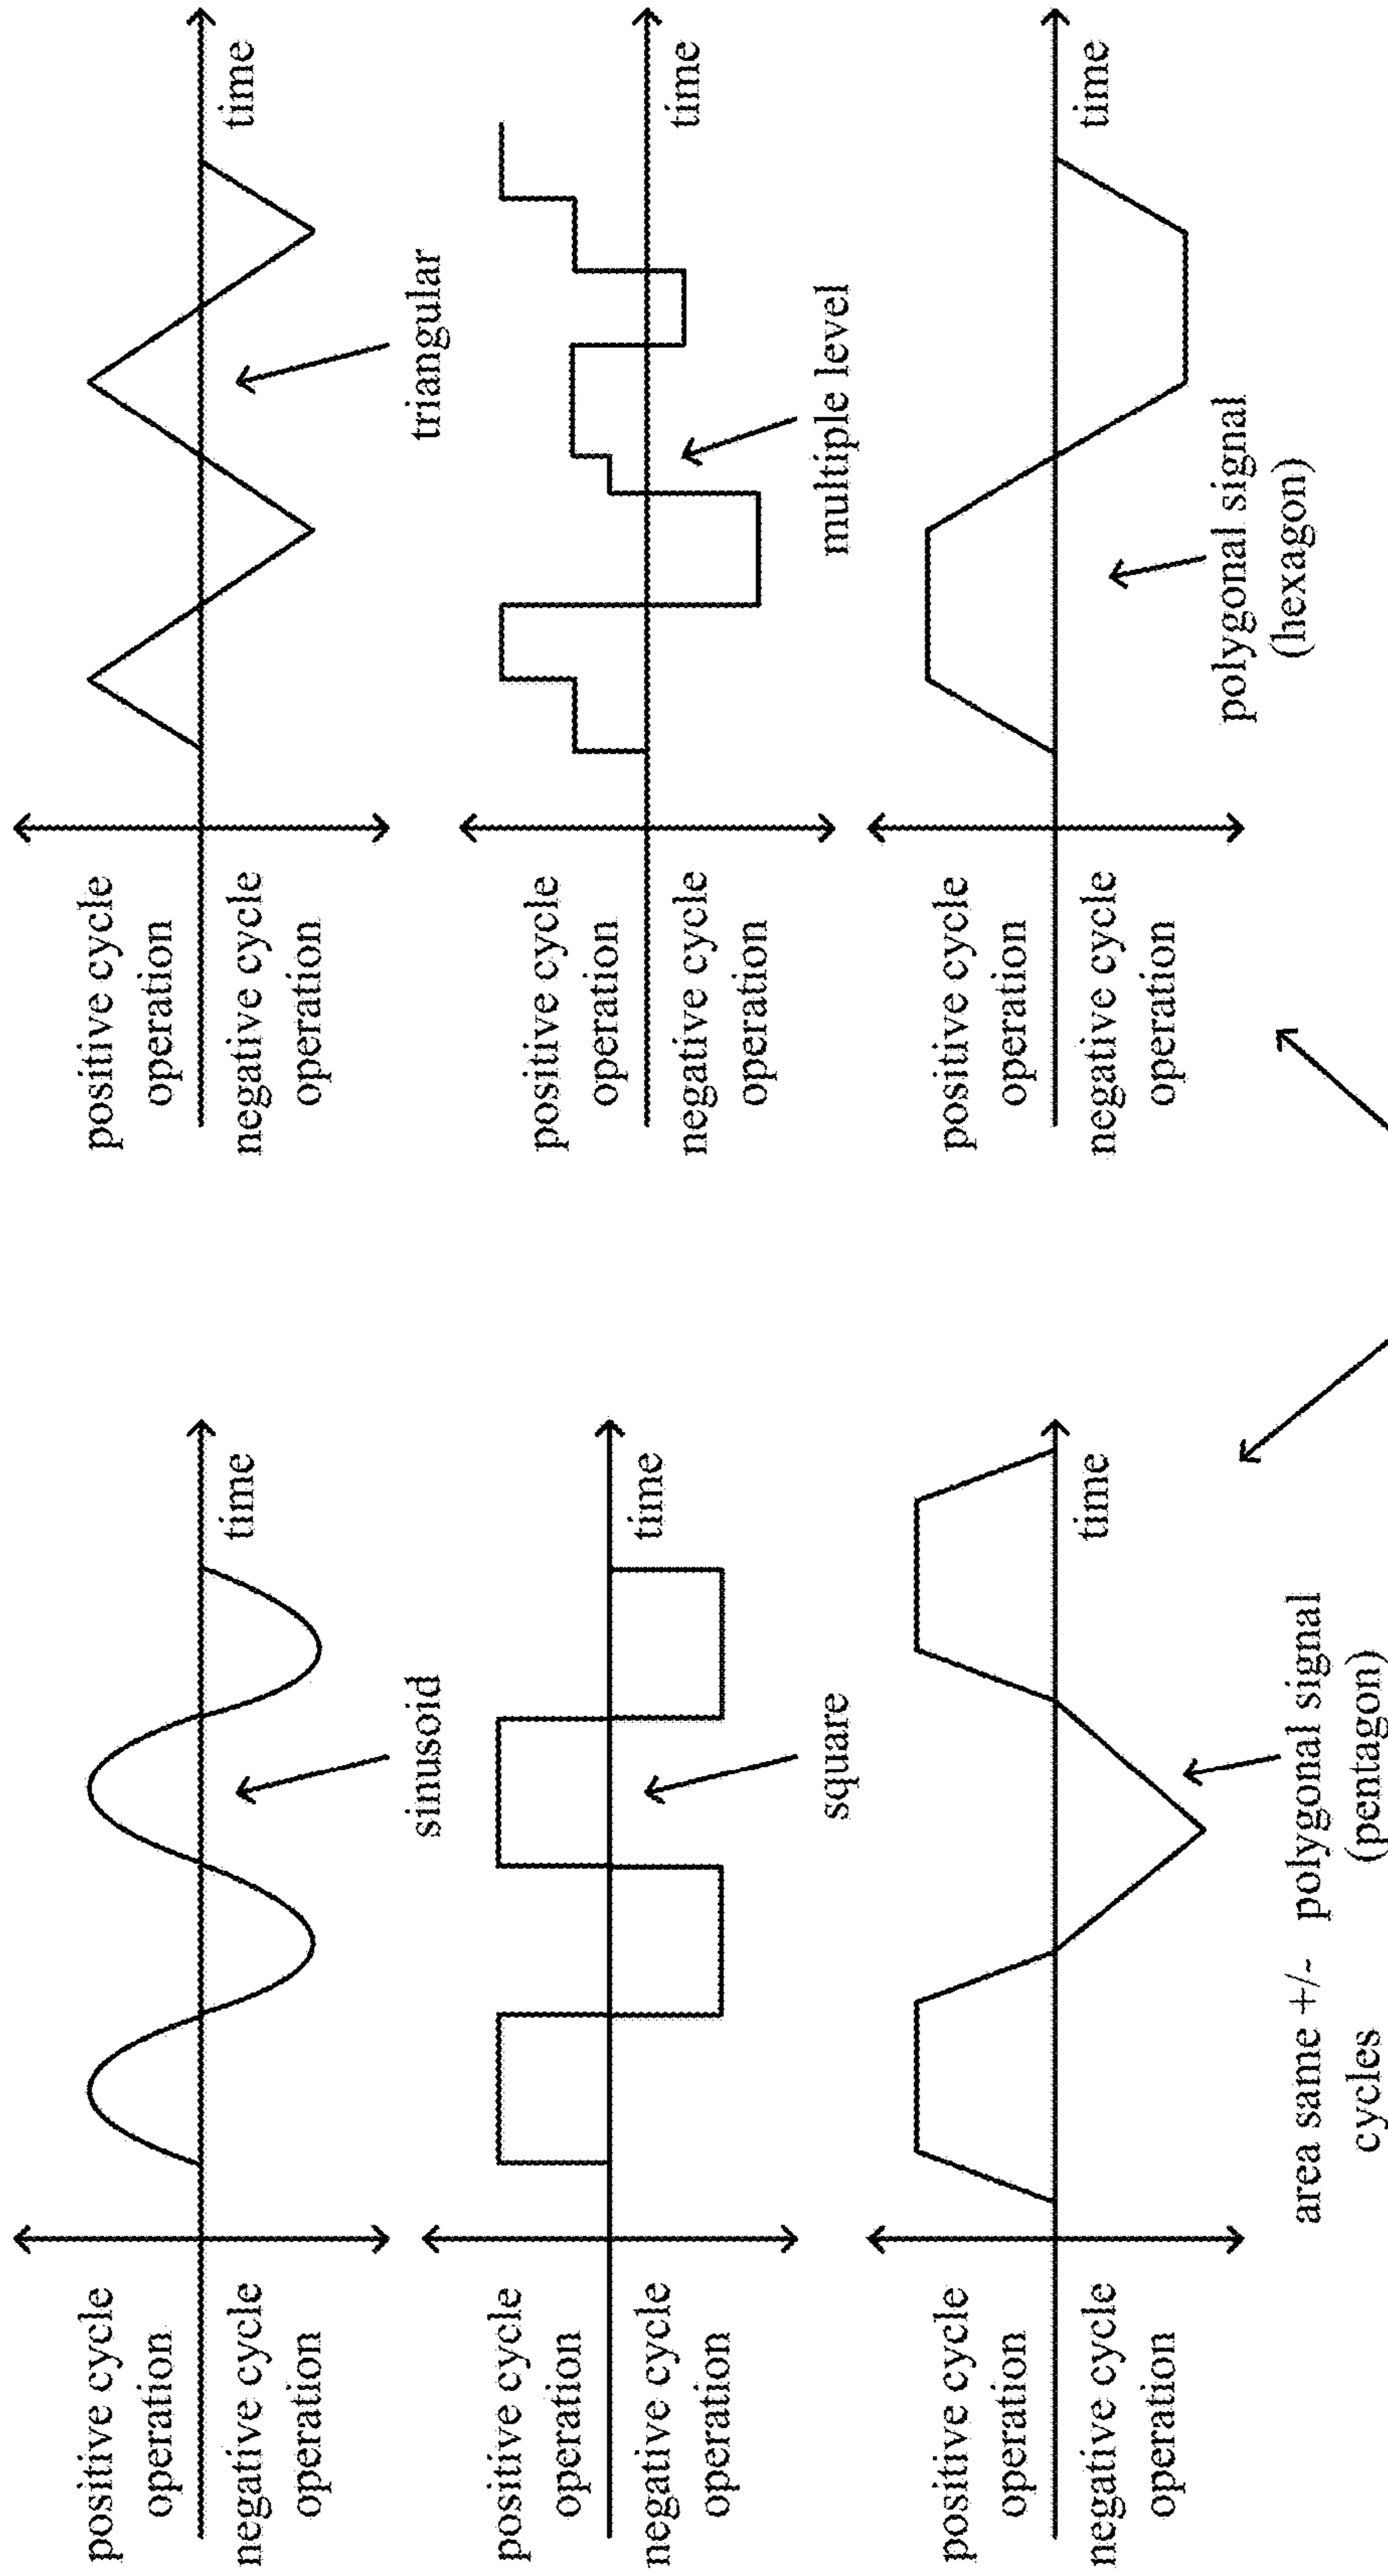 positive cycle
operation
negative cycle
operation
time
sinusoid
positive cycle
operation
negative cycle
operation
time
triangular
positive cycle
operation
negative cycle
operation
time
square
positive cycle
operation
negative cycle
operation
time
multiple level
positive cycle
operation
negative cycle
operation
time
area same +/-
cycles
polygonal signal
(pentagon)
positive cycle
operation
negative cycle
operation
time
polygonal signal
(hexagon)